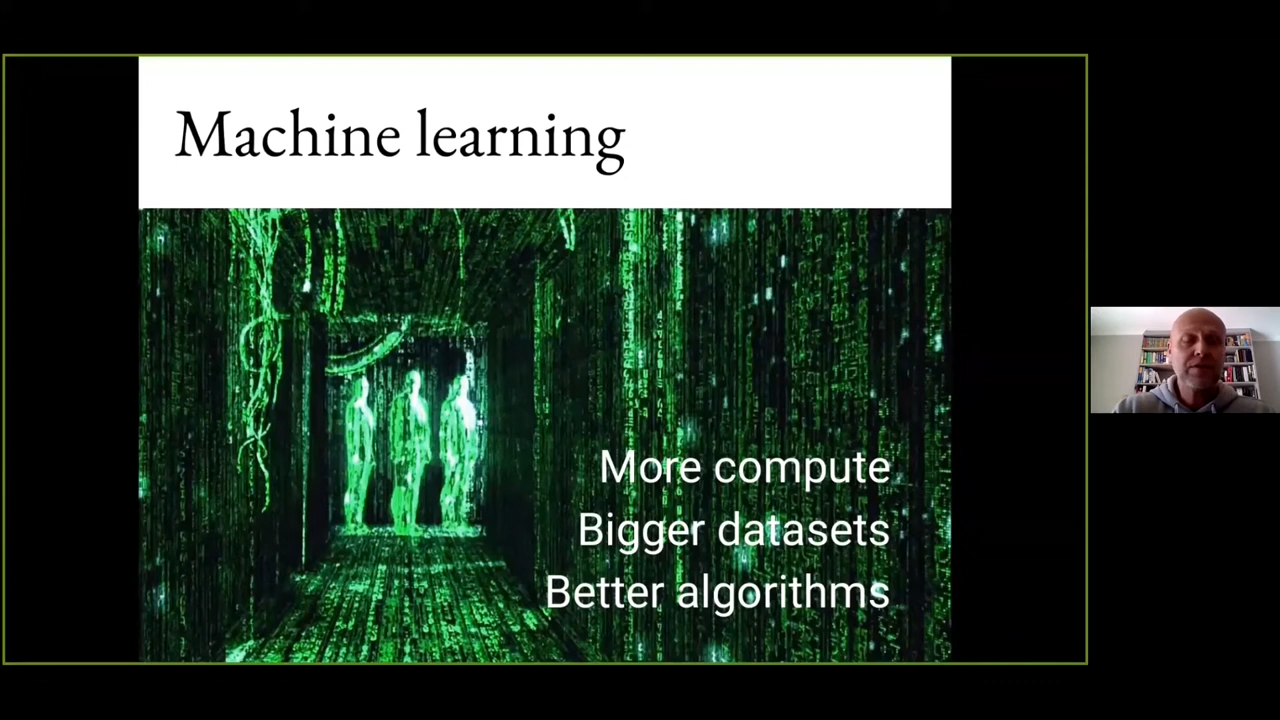 Machine learning
More compute
Bigger datasets
Better algorithms